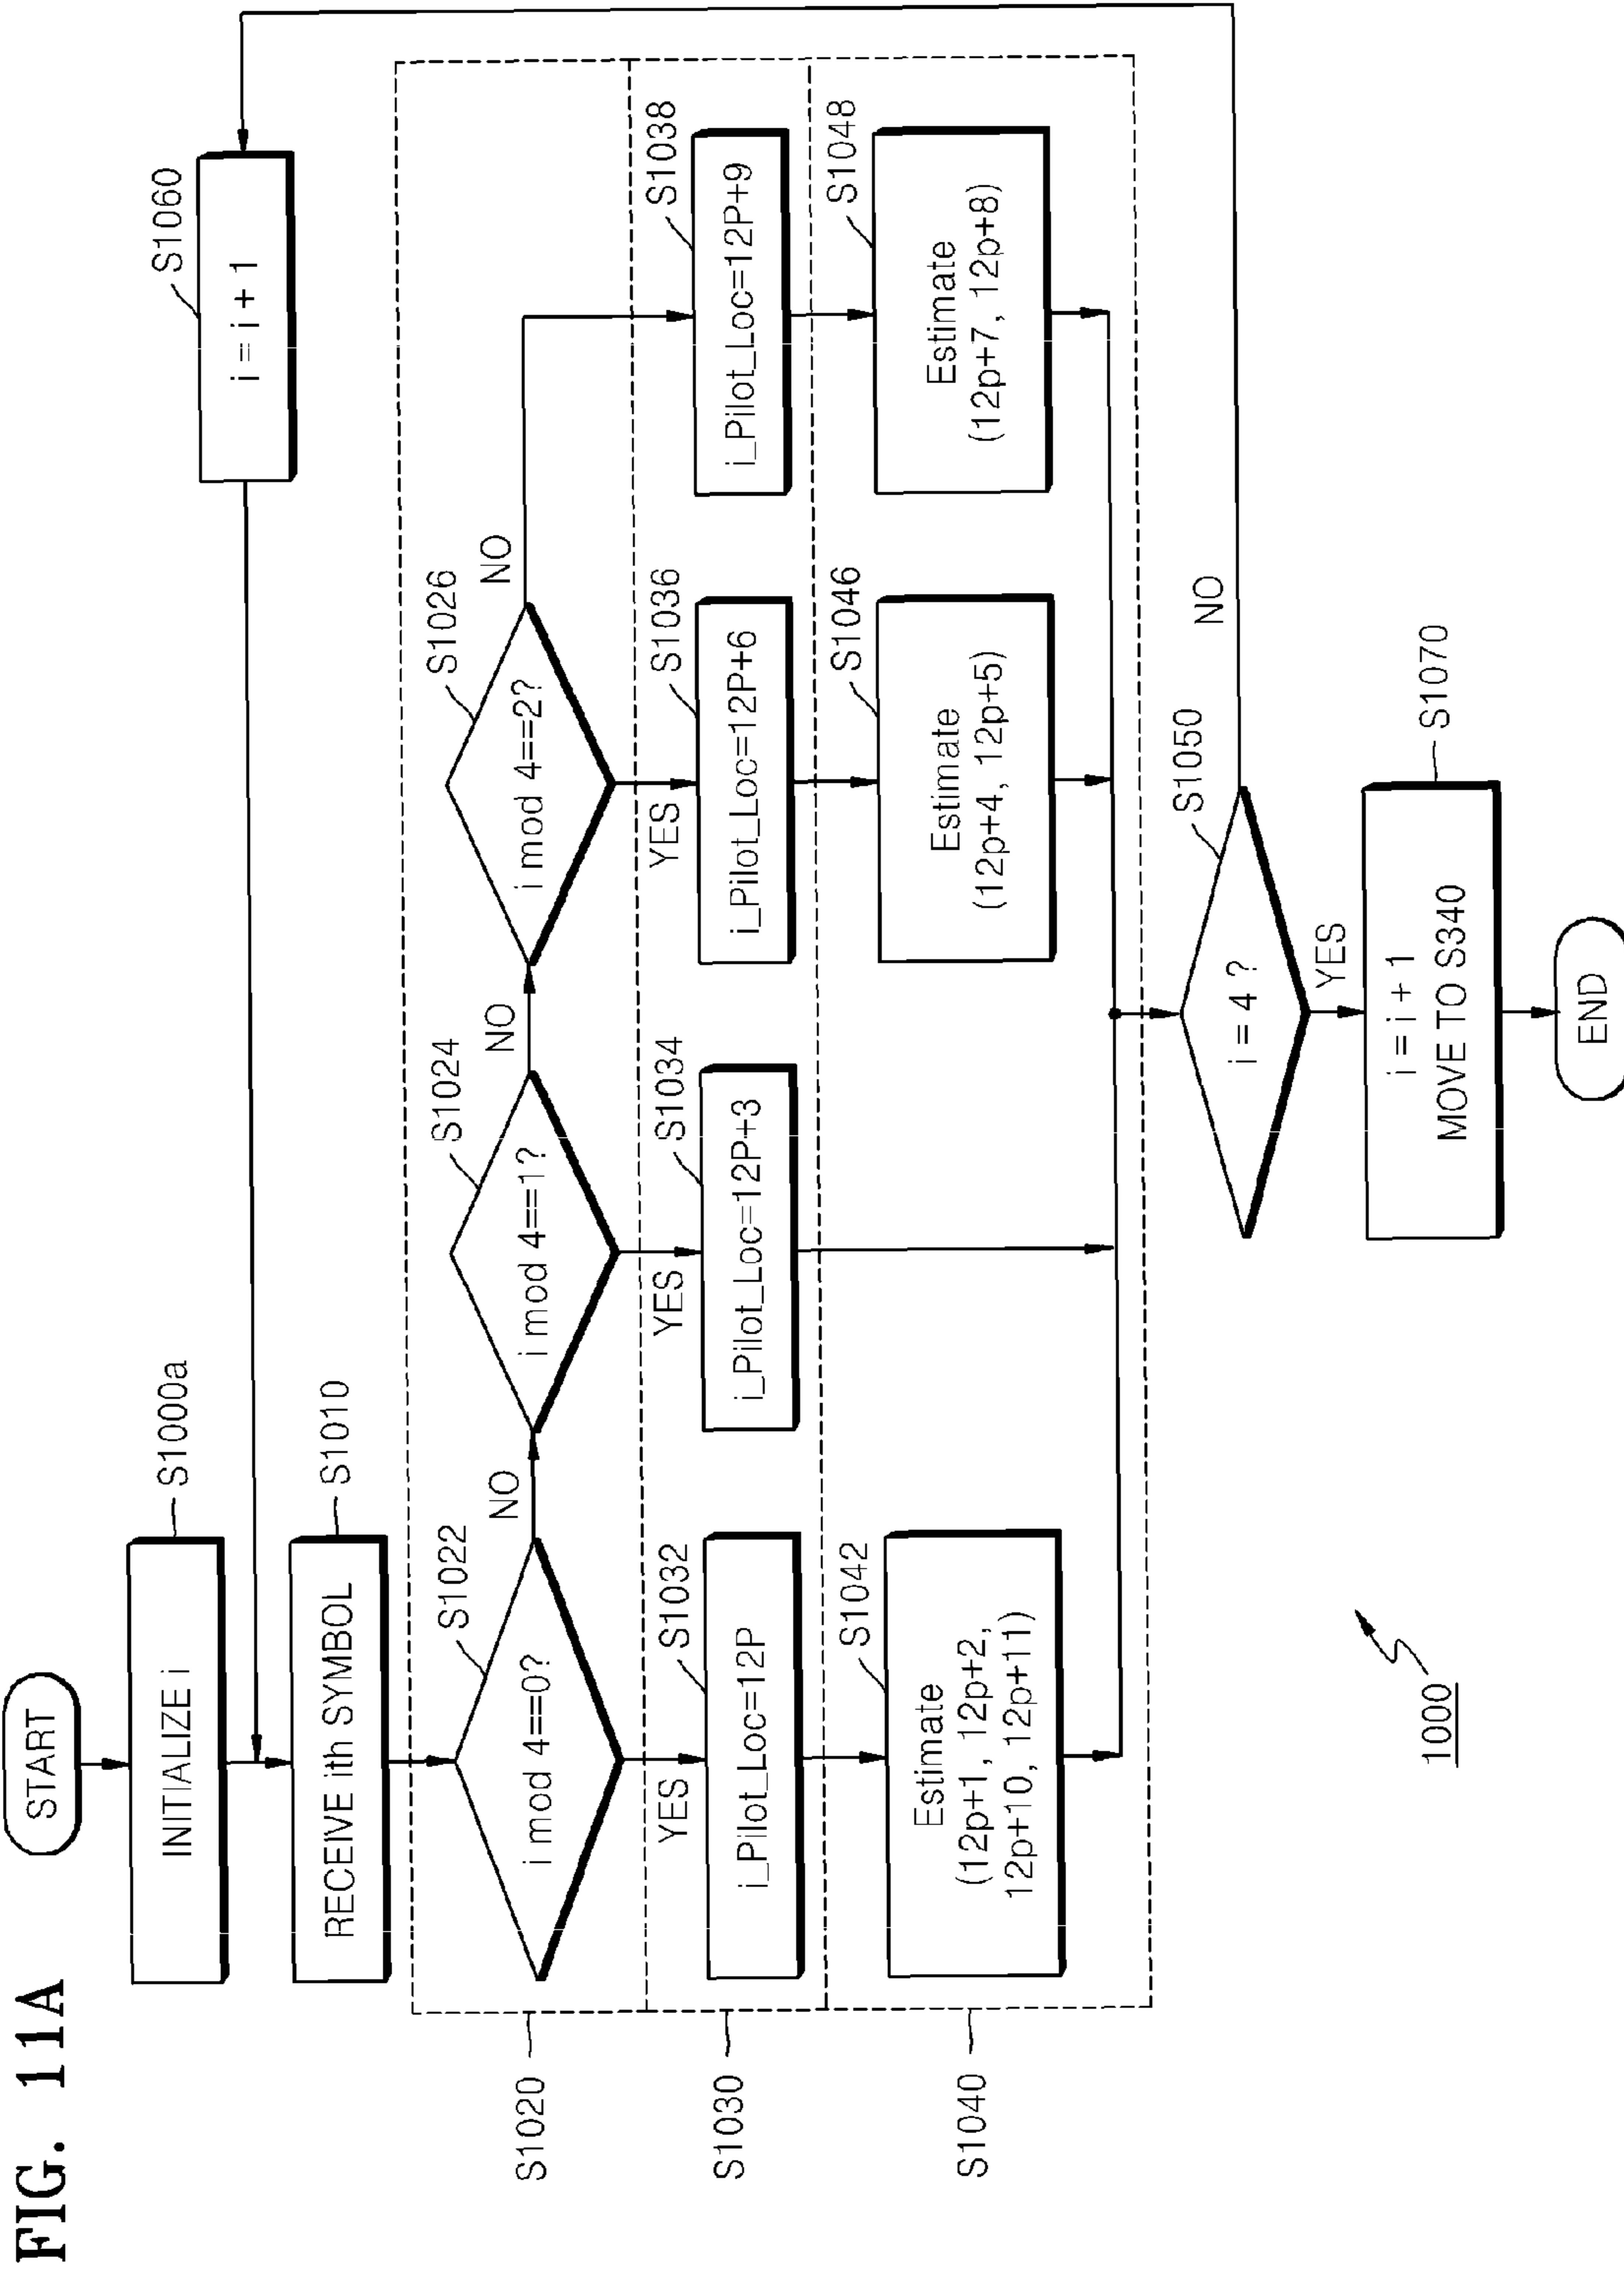 FIG. 11A
START
INITIALIZE i
S1000a
S1060
i = i + 1
RECEIVE ith SYMBOL
S1010
S1020
i mod 4==0?
S1022
NO
i mod 4==1?
S1024
NO
i mod 4==2?
S1026
NO
YES
YES
YES
S1030
i_Pilot_Loc=12P
S1032
i_Pilot_Loc=12P+3
S1034
i_Pilot_Loc=12P+6
S1036
i_Pilot_Loc=12P+9
S1038
S1040
Estimate
(12p+1, 12p+2,
12p+10, 12p+11)
S1042
Estimate
(12p+4, 12p+5)
S1046
Estimate
(12p+7, 12p+8)
S1048
i = 4 ?
S1050
NO
YES
i = i + 1
MOVE TO S340
S1070
END
1000